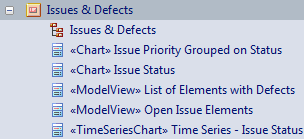 Issues & Defects
Issues & Defects
«Chart» Issue Priority Grouped on Status
«Chart» Issue Status
«ModelView» List of Elements with Defects
«ModelView» Open Issue Elements
«TimeSeriesChart» Time Series - Issue Status